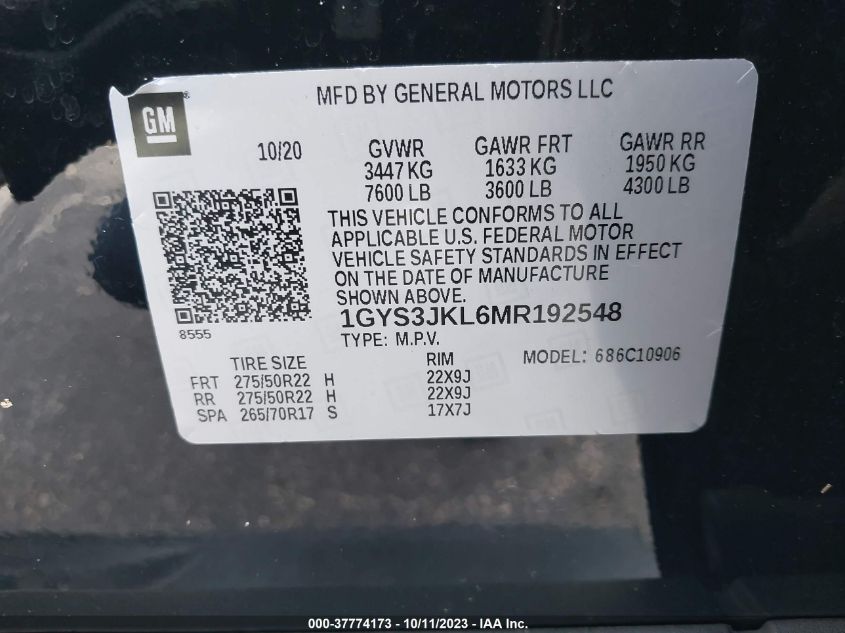 GM
MFD BY GENERAL MOTORS LLC
10/20 GVWR GAWR FRT GAWR RR
3447 KG 1633 KG 1950 KG
7600 LB 3600 LB 4300 LB
THIS VEHICLE CONFORMS TO ALL
APPLICABLE U.S. FEDERAL MOTOR
VEHICLE SAFETY STANDARDS IN EFFECT
ON THE DATE OF MANUFACTURE
SHOWN ABOVE.
8555
1GYS3JKL6MR192548
TYPE: M.P.V.
TIRE SIZE RIM MODEL: 686C10906
FRT 275/50R22 H 22X9J
RR 275/50R22 H 22X9J
SPA 265/70R17 S 17X7J
000-37774173 - 10/11/2023 - IAA Inc.